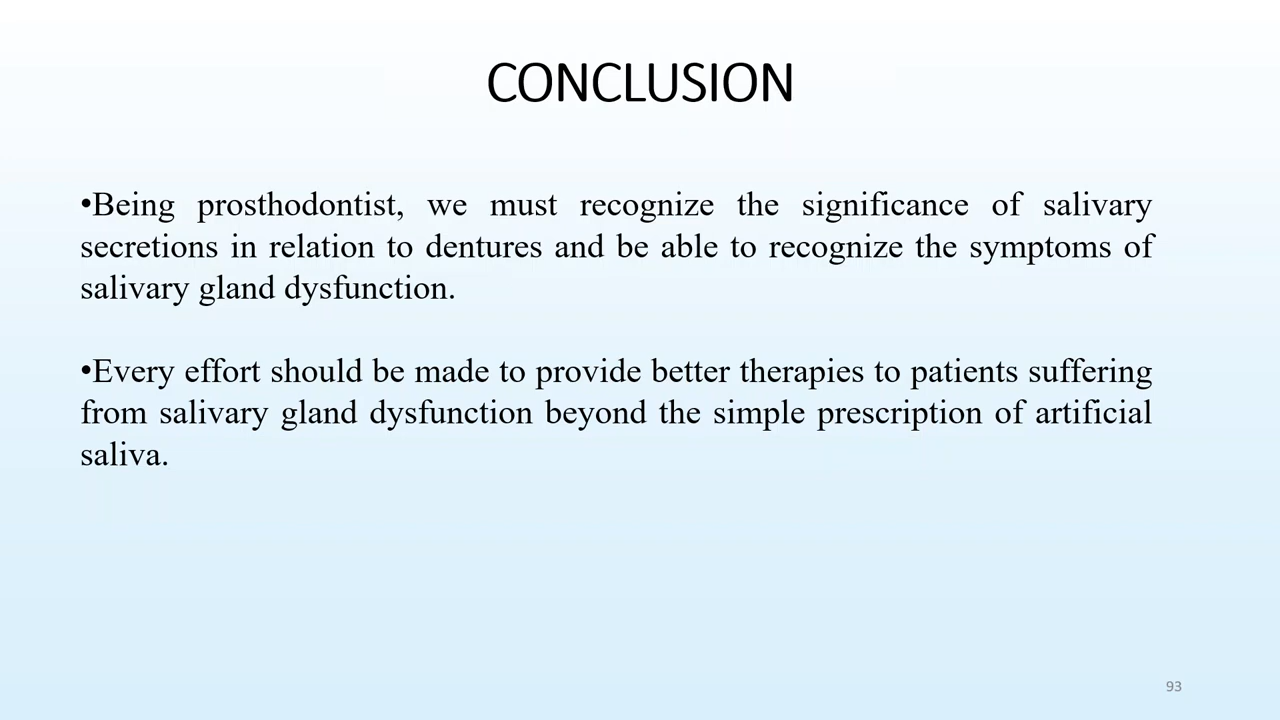 CONCLUSION
•Being prosthodontist, we must recognize the significance of salivary
secretions in relation to dentures and be able to recognize the symptoms of
salivary gland dysfunction.
•Every effort should be made to provide better therapies to patients suffering
from salivary gland dysfunction beyond the simple prescription of artificial
saliva.
93